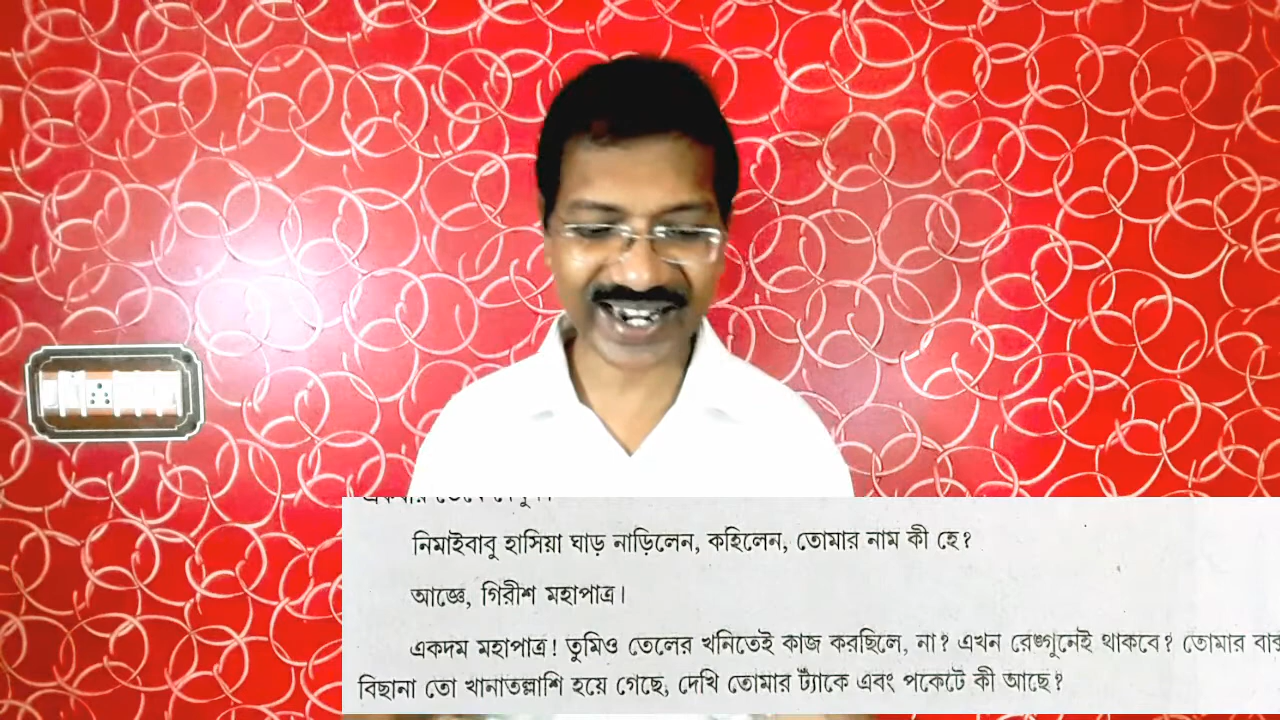 নিমাইবাবু হাসিয়া ঘাড় নাড়িলেন, কহিলেন, তোমার নাম কী হে?
আজ্ঞে, গিরীশ মহাপাত্র।
একদম মহাপাত্র! তুমিও তেলের খনিতেই কাজ করছিলে, না? এখন রেঙ্গুনেই থাকবে? তোমার
বিছানা তো খানাতল্লাশি হয়ে গেছে, দেখি তোমার ট্যাঁকে এবং পকেটে কী আছে?